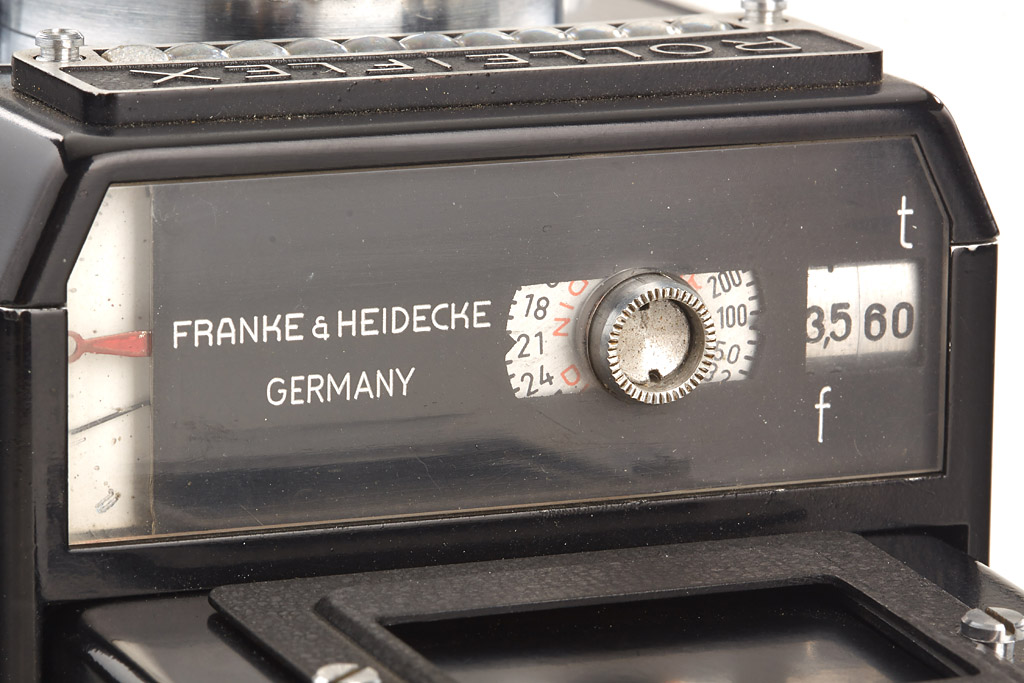 ROLLEIFLEX
FRANKE & HEIDECKE
GERMANY
18
21
24
DIN
200
100
50
t
3,5 60
f